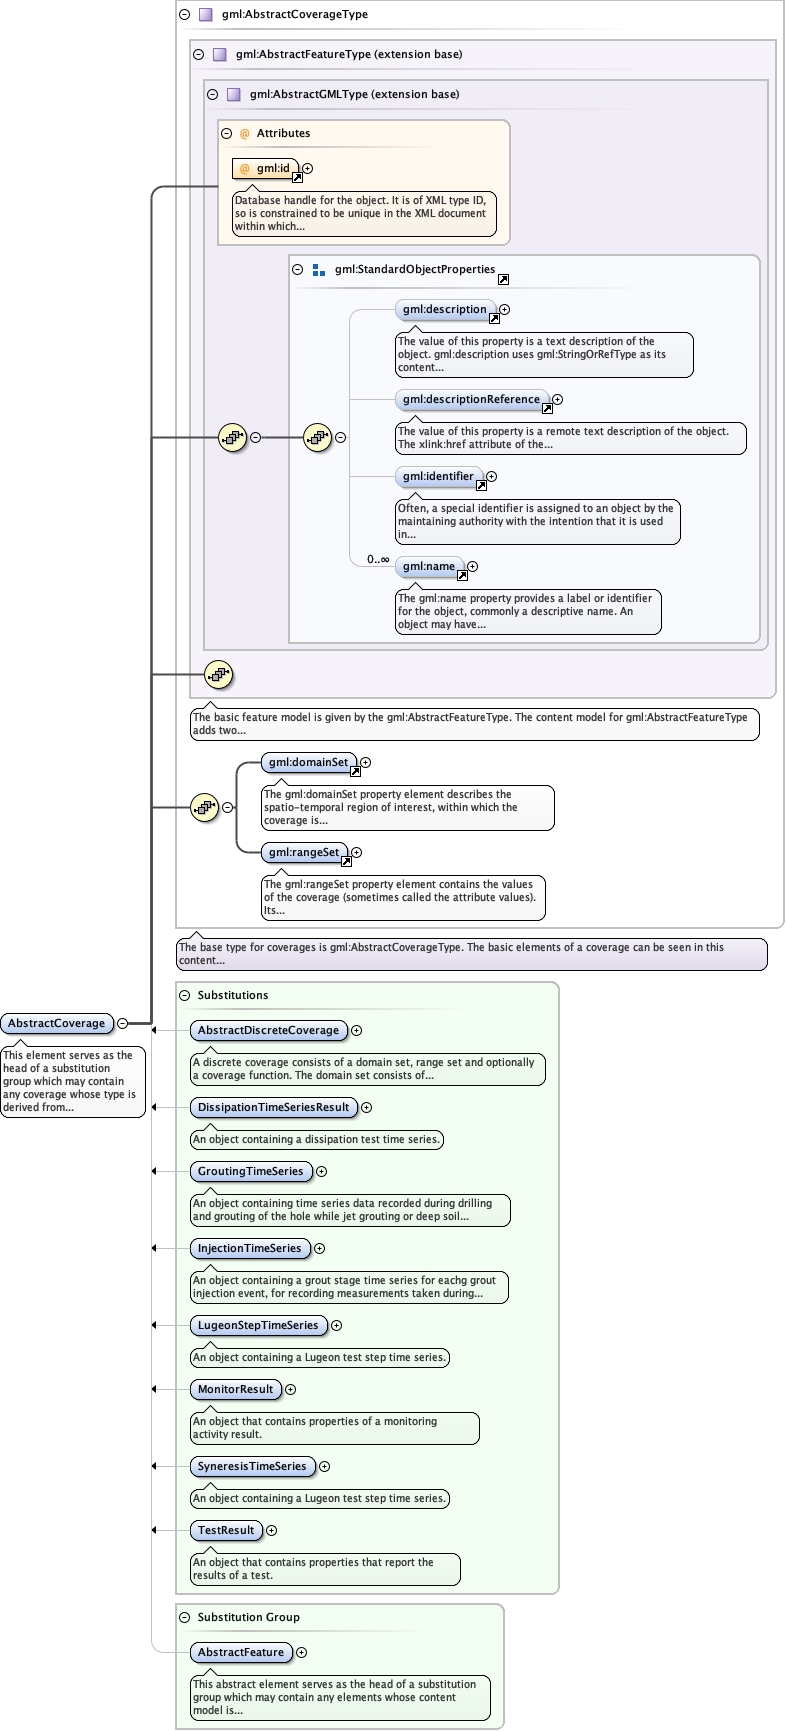 gml:AbstractCoverageType
gml:AbstractFeatureType (extension base)
gml:AbstractGMLType (extension base)
@ Attributes
@ gml:id
Database handle for the object. It is of XML type ID,
so is constrained to be unique in the XML document
within which...
gml:StandardObjectProperties
gml:description
The value of this property is a text description of the
object. gml:description uses gml:StringOrRefType as its
content...
gml:descriptionReference
The value of this property is a remote text description of the object.
The xlink:href attribute of the...
gml:identifier
Often, a special identifier is assigned to an object by the
maintaining authority with the intention that it is used
in...
0..∞
gml:name
The gml:name property provides a label or identifier
for the object, commonly a descriptive name. An
object may have...
The basic feature model is given by the gml:AbstractFeatureType. The content model for gml:AbstractFeatureType
adds two...
gml:domainSet
The gml:domainSet property element describes the
spatio-temporal region of interest, within which the
coverage is...
gml:rangeSet
The gml:rangeSet property element contains the values
of the coverage (sometimes called the attribute values).
Its...
The base type for coverages is gml:AbstractCoverageType. The basic elements of a coverage can be seen in this
content...
AbstractCoverage
This element serves as the
head of a substitution
group which may contain
any coverage whose type is
derived from...
Substitutions
AbstractDiscreteCoverage
A discrete coverage consists of a domain set, range set and optionally
a coverage function. The domain set consists of...
DissipationTimeSeriesResult
An object containing a dissipation test time series.
GroutingTimeSeries
An object containing time series data recorded during drilling
and grouting of the hole while jet grouting or deep soil...
InjectionTimeSeries
An object containing a grout stage time series for eachg grout
injection event, for recording measurements taken during...
LugeonStepTimeSeries
An object containing a Lugeon test step time series.
MonitorResult
An object that contains properties of a monitoring
activity result.
SyneresisTimeSeries
An object containing a Lugeon test step time series.
TestResult
An object that contains properties that report the
results of a test.
Substitution Group
AbstractFeature
This abstract element serves as the head of a substitution
group which may contain any elements whose content
model is...